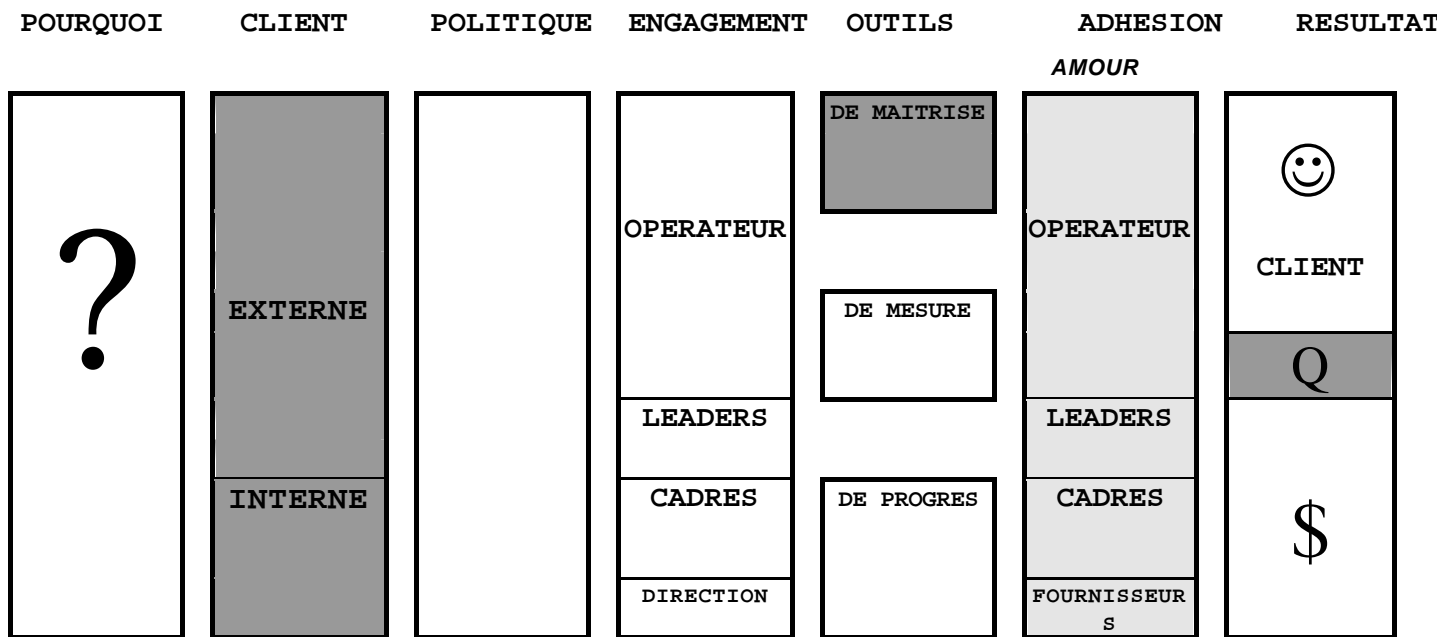 POURQUOI CLIENT POLITIQUE ENGAGEMENT OUTILS ADHESION RESULTAT
AMOUR
?
EXTERNE
INTERNE
OPERATEUR
LEADERS
CADRES
DIRECTION
DE MAITRISE
DE MESURE
DE PROGRES
OPERATEUR
LEADERS
CADRES
FOURNISSEUR
S
CLIENT
Q
$